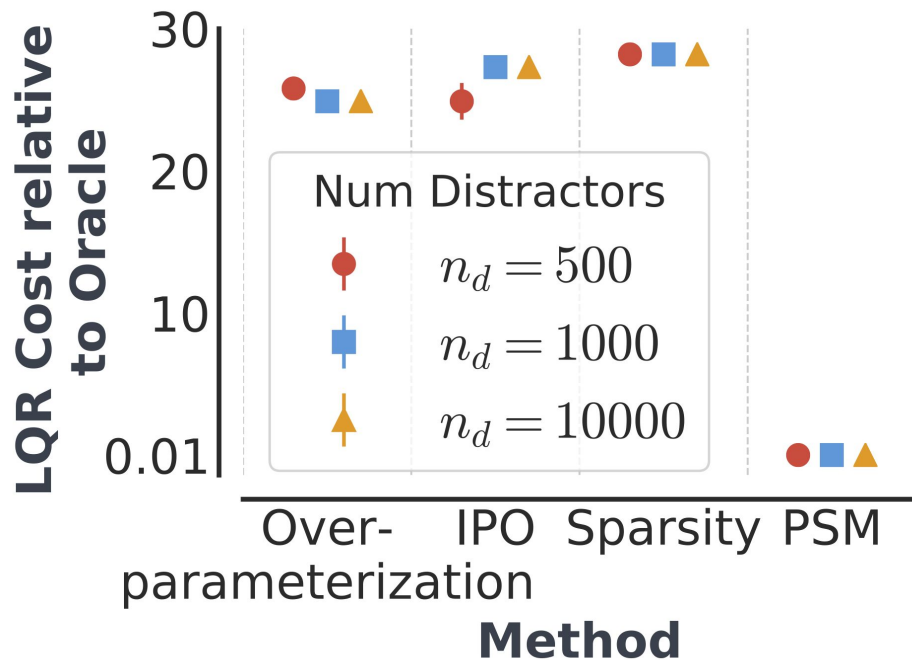 LQR Cost relative
to Oracle
30
20
10
0.01
Num Distractors
n_d = 500
n_d = 1000
n_d = 10000
Over-
parameterization
IPO
Sparsity
PSM
Method